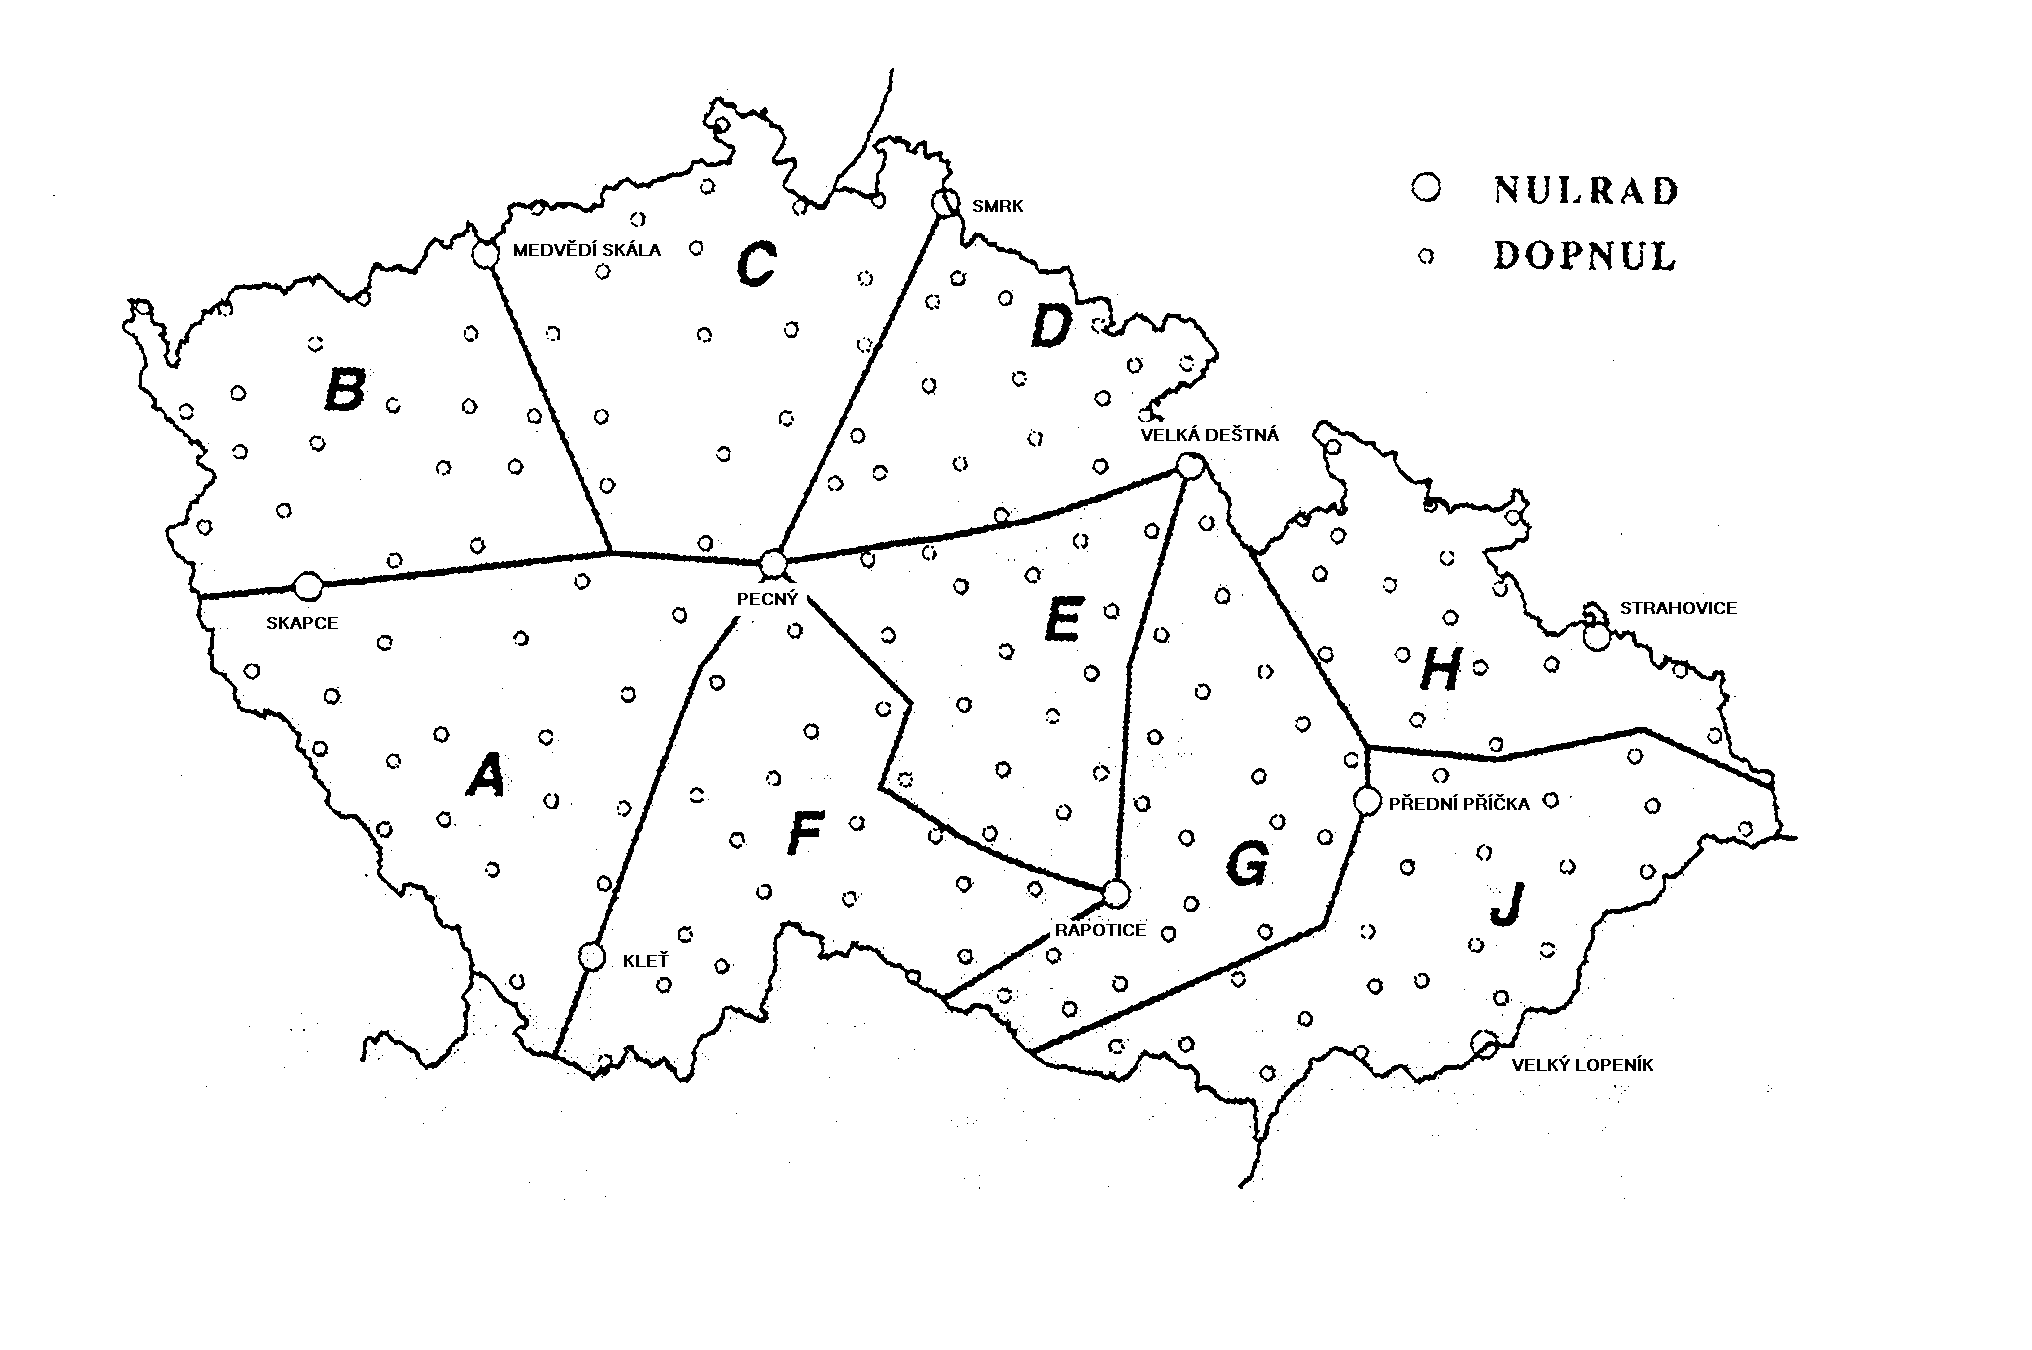 NULRAD
SMRK
MEDVĚDÍ SKÁLA
DOPNUL
C
D
B
VELKÁ DEŠTNÁ
PECNÝ
STRAHOVICE
SKAPCE
E
H
A
PŘEDNÍ PŘÍČKA
F
G
J
RAPOTICE
KLEŤ
VELKÝ LOPENÍK